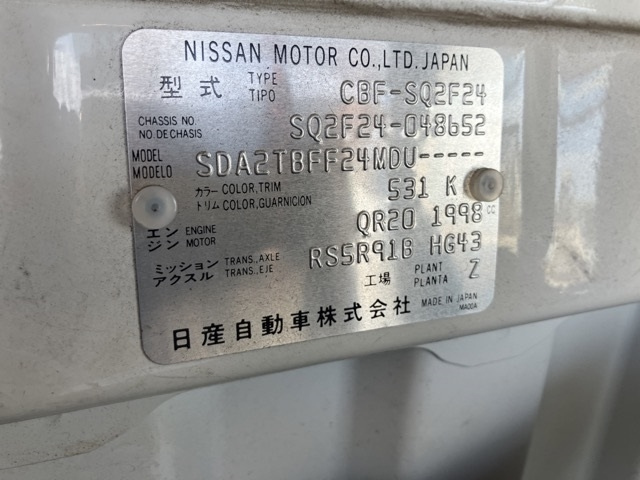 NISSAN MOTOR CO., LTD. JAPAN
型式 TYPE TIPO CBF-SQ2F24
CHASSIS NO. NO. DE CHASIS SQ2F24-048652
MODEL MODELO SDA2TBFF24MDU-----
カラー COLOR, TRIM 531 K
トリム COLOR, GUARNICION
エンジン ENGINE MOTOR QR20 1998 cc
ミッション TRANS., AXLE RS5R91B HG43
アクスル TRANS., EJE
工場 PLANT PLANTA Z
日産自動車株式会社 MADE IN JAPAN
MA00A